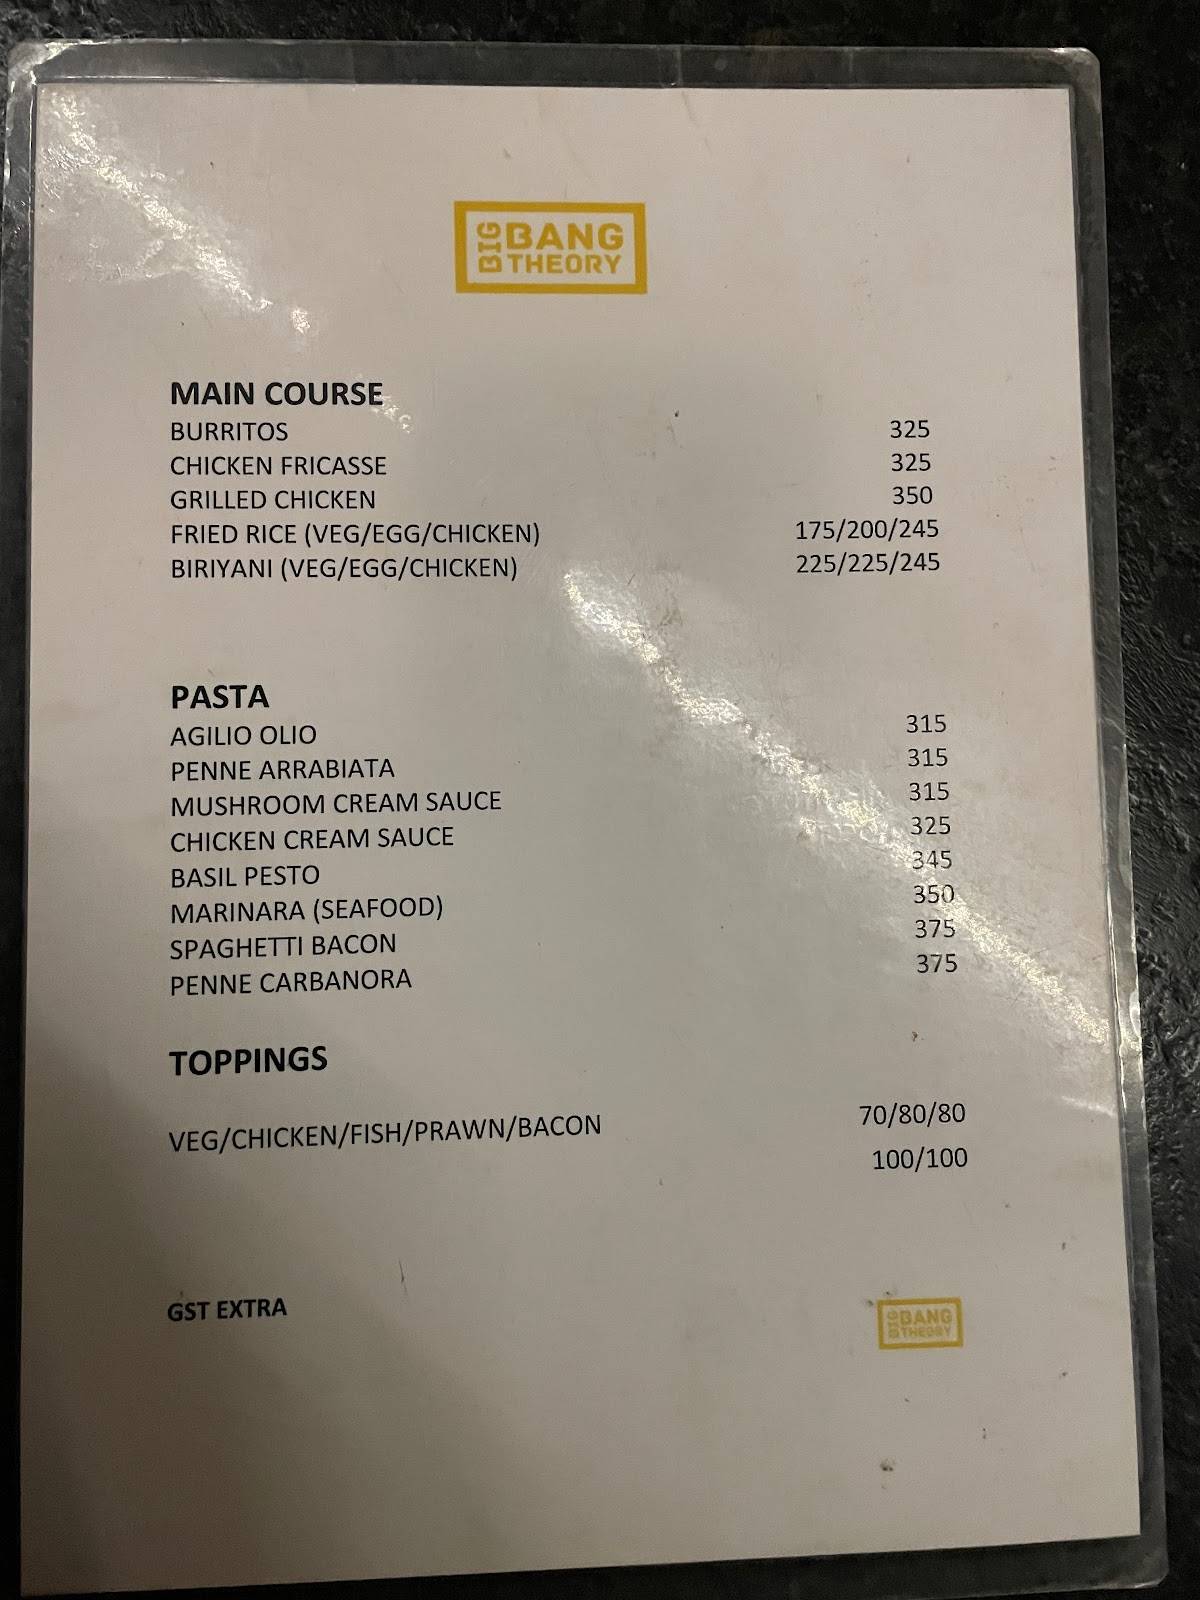 BIG BANG
THEORY
MAIN COURSE
BURRITOS 325
CHICKEN FRICASSE 325
GRILLED CHICKEN 350
FRIED RICE (VEG/EGG/CHICKEN) 175/200/245
BIRIYANI (VEG/EGG/CHICKEN) 225/225/245
PASTA
AGILIO OLIO 315
PENNE ARRABIATA 315
MUSHROOM CREAM SAUCE 315
CHICKEN CREAM SAUCE 325
BASIL PESTO 345
MARINARA (SEAFOOD) 350
SPAGHETTI BACON 375
PENNE CARBANORA 375
TOPPINGS
VEG/CHICKEN/FISH/PRAWN/BACON 70/80/80
100/100
GST EXTRA
BIG BANG
THEORY